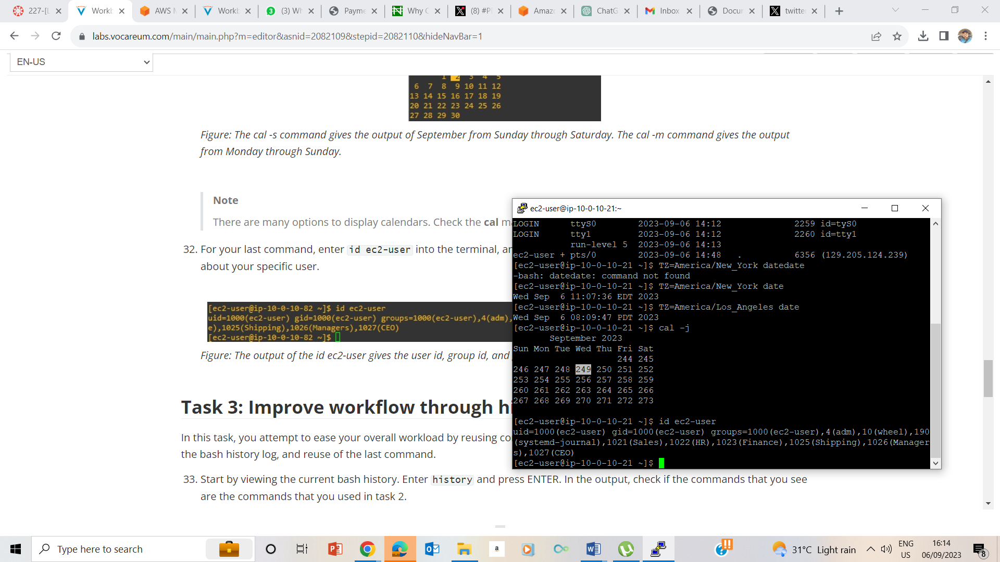 227-[L
Workb
AWS M
Workb
(3) Wh
Payme
Why C
(8) #Pl
Amaz
ChatG
Inbox
Docur
twitte
labs.vocareum.com/main/main.php?m=editor&asnid=2082109&stepid=2082110&hideNavBar=1
EN-US
1 2 3 4 5
6 7 8 9 10 11 12
13 14 15 16 17 18 19
20 21 22 23 24 25 26
27 28 29 30
Figure: The cal -s command gives the output of September from Sunday through Saturday. The cal -m command gives the output
from Monday through Sunday.
Note
There are many options to display calendars. Check the cal m
32. For your last command, enter id ec2-user into the terminal, an
about your specific user.
[ec2-user@ip-10-0-10-82 ~]$ id ec2-user
uid=1000(ec2-user) gid=1000(ec2-user) groups=1000(ec2-user),4(adm),
e),1025(Shipping),1026(Managers),1027(CEO)
[ec2-user@ip-10-0-10-82 ~]$
Figure: The output of the id ec2-user gives the user id, group id, and
Task 3: Improve workflow through hi
In this task, you attempt to ease your overall workload by reusing co
the bash history log, and reuse of the last command.
33. Start by viewing the current bash history. Enter history and press ENTER. In the output, check if the commands that you see
are the commands that you used in task 2.
ec2-user@ip-10-0-10-21:~
LOGIN ttyS0 2023-09-06 14:12 2259 id=tyS0
LOGIN tty1 2023-09-06 14:12 2260 id=tty1
run-level 5 2023-09-06 14:13
ec2-user + pts/0 2023-09-06 14:48 . 6356 (129.205.124.239)
[ec2-user@ip-10-0-10-21 ~]$ TZ=America/New_York datedate
-bash: datedate: command not found
[ec2-user@ip-10-0-10-21 ~]$ TZ=America/New_York date
Wed Sep 6 11:07:36 EDT 2023
[ec2-user@ip-10-0-10-21 ~]$ TZ=America/Los_Angeles date
Wed Sep 6 08:09:47 PDT 2023
[ec2-user@ip-10-0-10-21 ~]$ cal -j
September 2023
Sun Mon Tue Wed Thu Fri Sat
244 245
246 247 248 249 250 251 252
253 254 255 256 257 258 259
260 261 262 263 264 265 266
267 268 269 270 271 272 273
[ec2-user@ip-10-0-10-21 ~]$ id ec2-user
uid=1000(ec2-user) gid=1000(ec2-user) groups=1000(ec2-user),4(adm),10(wheel),190
(systemd-journal),1021(Sales),1022(HR),1023(Finance),1025(Shipping),1026(Manager
s),1027(CEO)
[ec2-user@ip-10-0-10-21 ~]$
Type here to search
a
31°C Light rain
ENG
US
16:14
06/09/2023
8